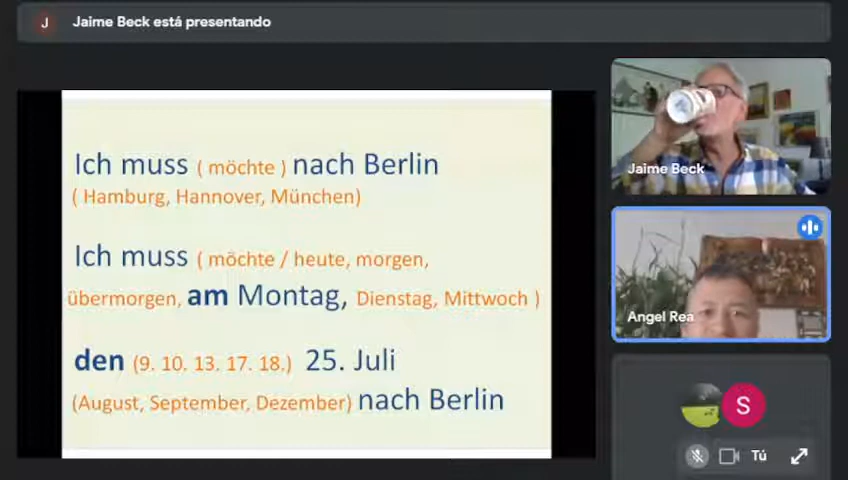 J Jaime Beck está presentando
Ich muss ( möchte ) nach Berlin
( Hamburg, Hannover, München)
Ich muss ( möchte / heute, morgen,
übermorgen, am Montag, Dienstag, Mittwoch )
den (9. 10. 13. 17. 18.) 25. Juli
(August, September, Dezember) nach Berlin
Jaime Beck
Angel Rea
S
Tú